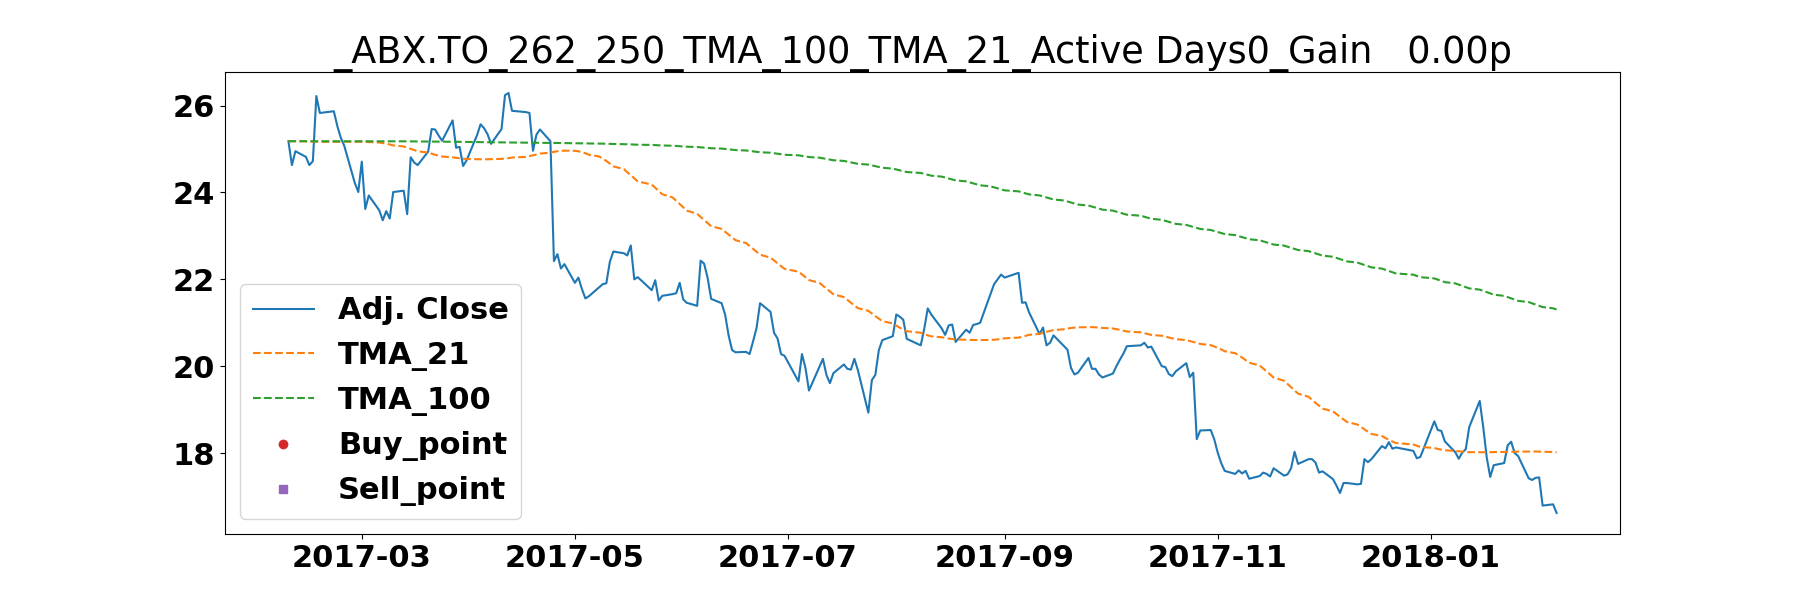 _ABX.TO_262_250_TMA_100_TMA_21_Active Days0_Gain   0.00p
26
24
22
20
18
Adj. Close
TMA_21
TMA_100
Buy_point
Sell_point
2017-03 2017-05 2017-07 2017-09 2017-11 2018-01